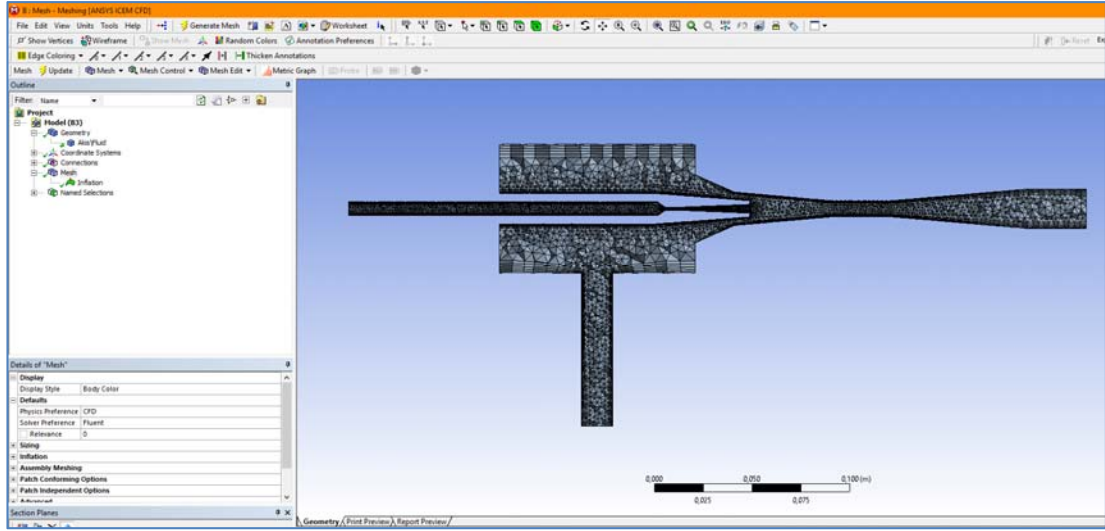 B : Mesh - Meshing [ANSYS ICEM CFD]
File Edit View Units Tools Help Generate Mesh Worksheet
Show Vertices Wireframe Show Mesh Random Colors Annotation Preferences
Edge Coloring Thicken Annotations
Mesh Update Mesh Mesh Control Mesh Edit Metric Graph Probe
Outline
Filter: Name
Project
Model (B3)
Geometry
Coordinate Systems
Connections
Mesh
Inflation
Named Selections
Details of "Mesh"
Display
Display Style Body Color
Defaults
Physics Preference CFD
Solver Preference Fluent
Relevance 0
Sizing
Inflation
Assembly Meshing
Patch Conforming Options
Patch Independent Options
Advanced
Section Planes
0,000 0,050 0,100 (m)
0,025 0,075
Geometry Print Preview Report Preview